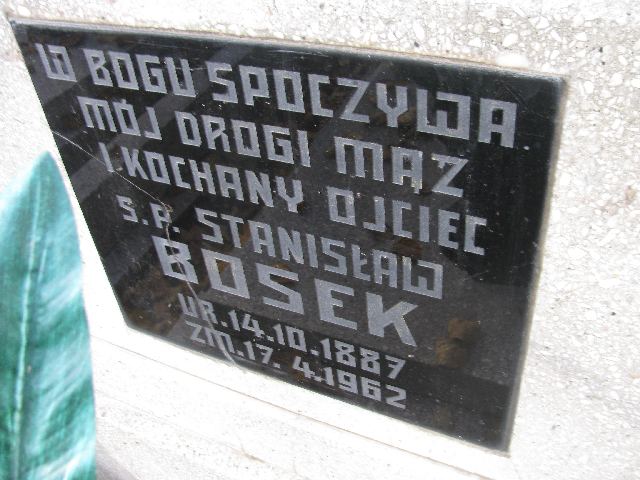 W BOGU SPOCZYWA
MÓJ DROGI MĄŻ
I KOCHANY OJCIEC
Ś.P. STANISŁAW
BOSEK
UR.14.10.1887
ZM.17.4.1962